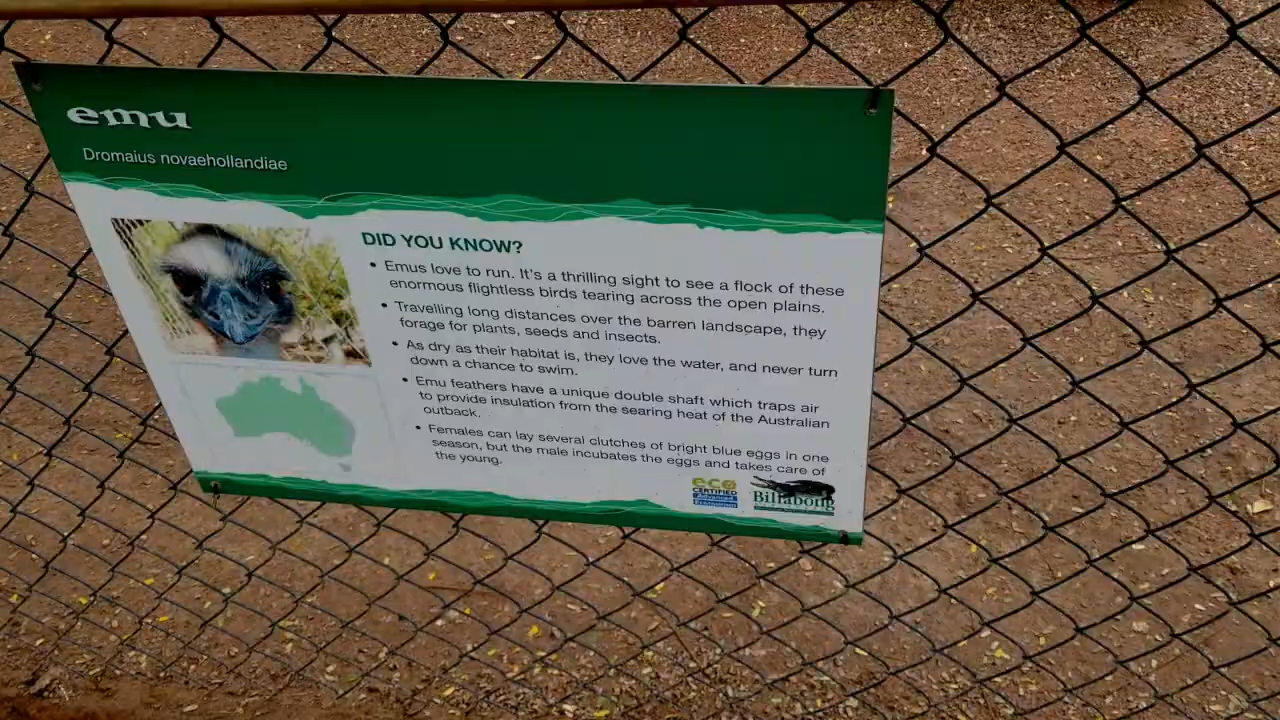 emu
Dromaius novaehollandiae
DID YOU KNOW?
• Emus love to run. It's a thrilling sight to see a flock of these
enormous flightless birds tearing across the open plains.
• Travelling long distances over the barren landscape, they
forage for plants, seeds and insects.
• As dry as their habitat is, they love the water, and never turn
down a chance to swim.
• Emu feathers have a unique double shaft which traps air
to provide insulation from the searing heat of the Australian
outback.
• Females can lay several clutches of bright blue eggs in one
season, but the male incubates the eggs and takes care of
the young.
eco
CERTIFIED
Advanced
Ecotourism
Billabong